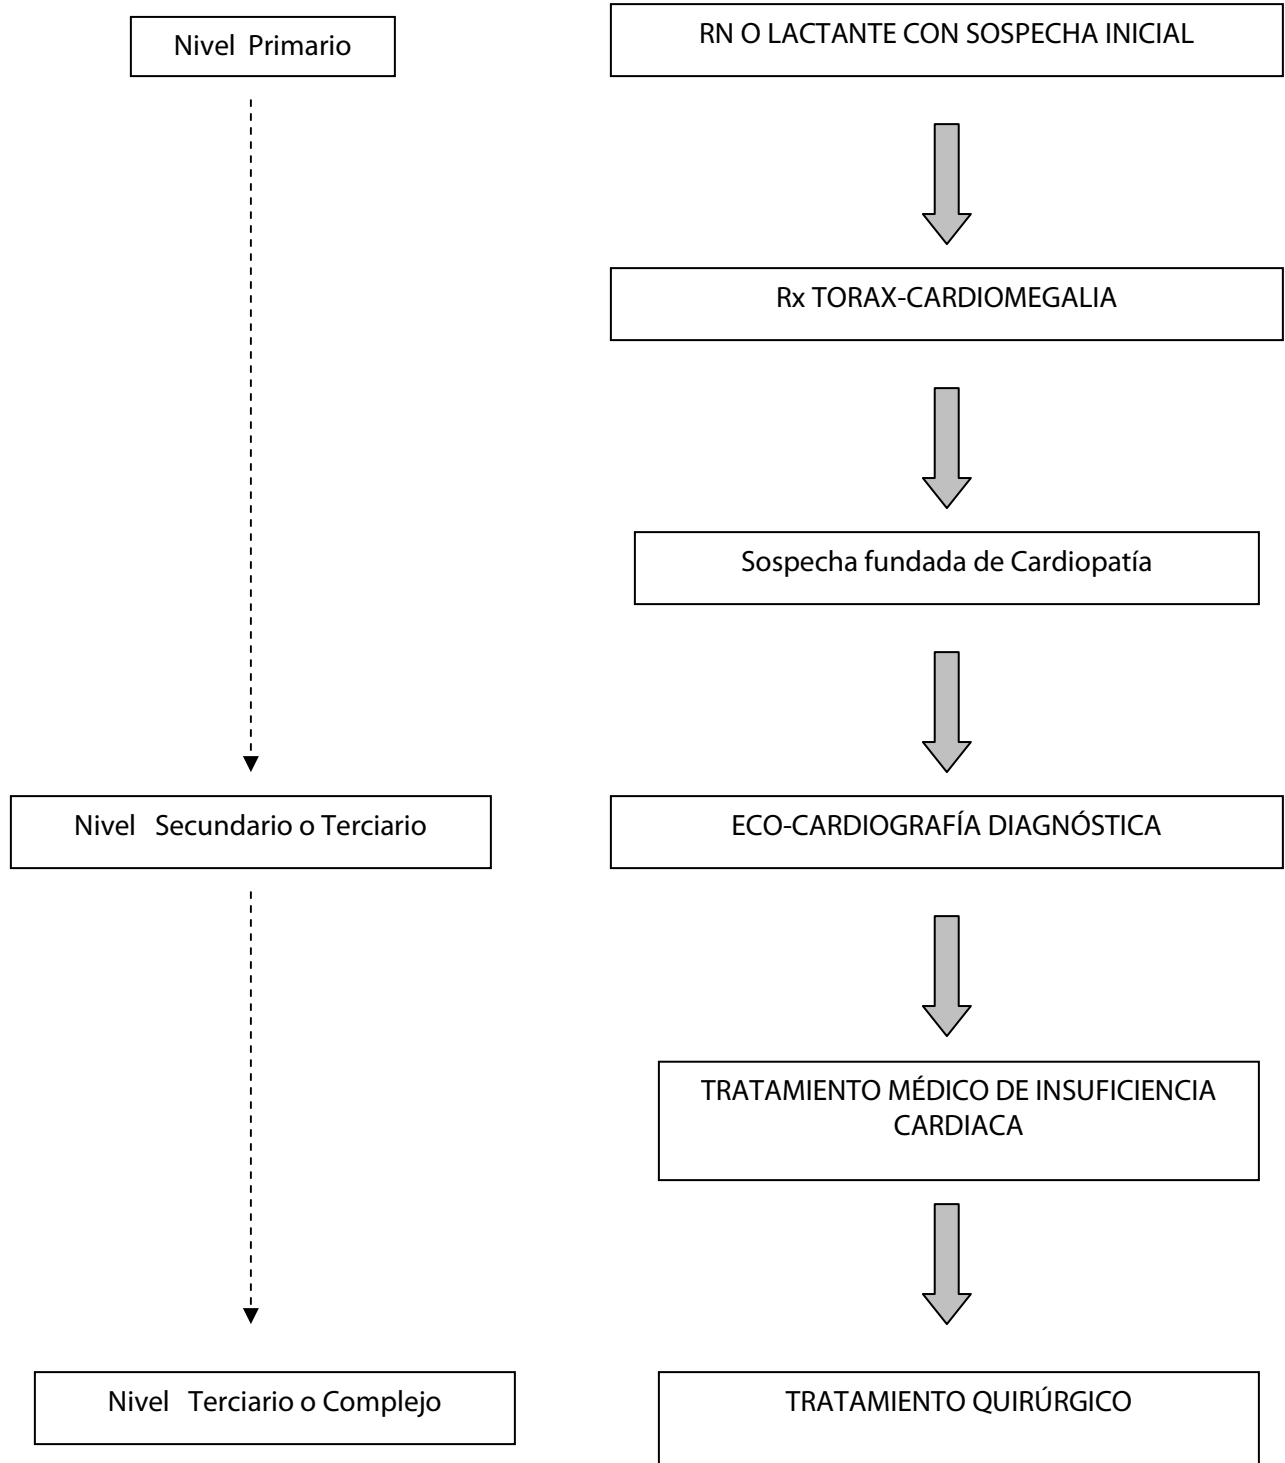 Nivel Primario
RN O LACTANTE CON SOSPECHA INICIAL
Rx TORAX-CARDIOMEGALIA
Sospecha fundada de Cardiopatía
Nivel Secundario o Terciario
ECO-CARDIOGRAFÍA DIAGNÓSTICA
TRATAMIENTO MÉDICO DE INSUFICIENCIA
CARDIACA
Nivel Terciario o Complejo
TRATAMIENTO QUIRÚRGICO